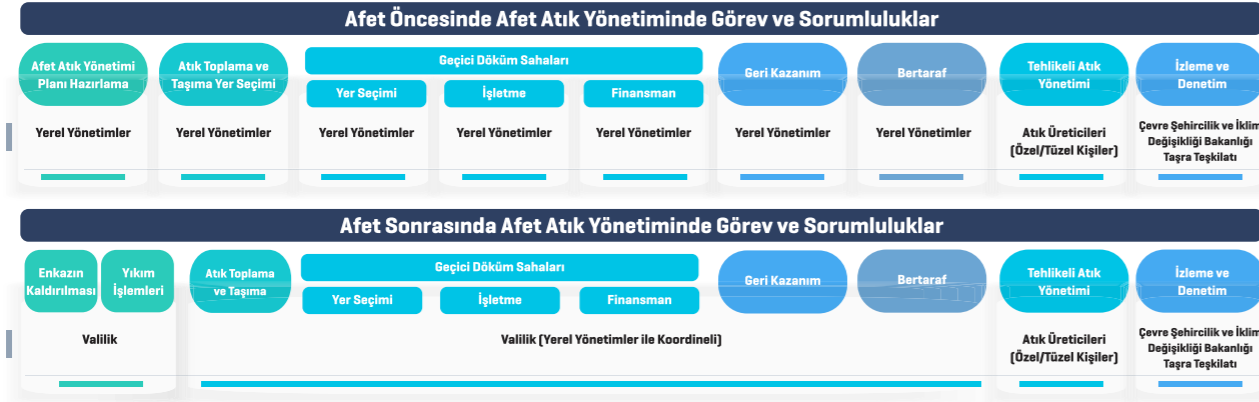 Afet Öncesinde Afet Atık Yönetiminde Görev ve Sorumluluklar
Afet Atık Yönetimi
Planı Hazırlama
Atık Toplama ve
Taşıma Yer Seçimi
Geçici Döküm Sahaları
Yer Seçimi
İşletme
Finansman
Geri Kazanım
Bertaraf
Tehlikeli Atık
Yönetimi
İzleme ve
Denetim
Yerel Yönetimler
Yerel Yönetimler
Yerel Yönetimler
Yerel Yönetimler
Yerel Yönetimler
Yerel Yönetimler
Yerel Yönetimler
Atık Üreticileri
(Özel/Tüzel Kişiler)
Çevre Şehircilik ve İklim
Değişikliği Bakanlığı
Taşra Teşkilatı
Afet Sonrasında Afet Atık Yönetiminde Görev ve Sorumluluklar
Enkazın
Kaldırılması
Yıkım
İşlemleri
Atık Toplama
ve Taşıma
Geçici Döküm Sahaları
Yer Seçimi
İşletme
Finansman
Geri Kazanım
Bertaraf
Tehlikeli Atık
Yönetimi
İzleme ve
Denetim
Valilik
Valilik (Yerel Yönetimler ile Koordineli)
Atık Üreticileri
(Özel/Tüzel Kişiler)
Çevre Şehircilik ve İklim
Değişikliği Bakanlığı
Taşra Teşkilatı